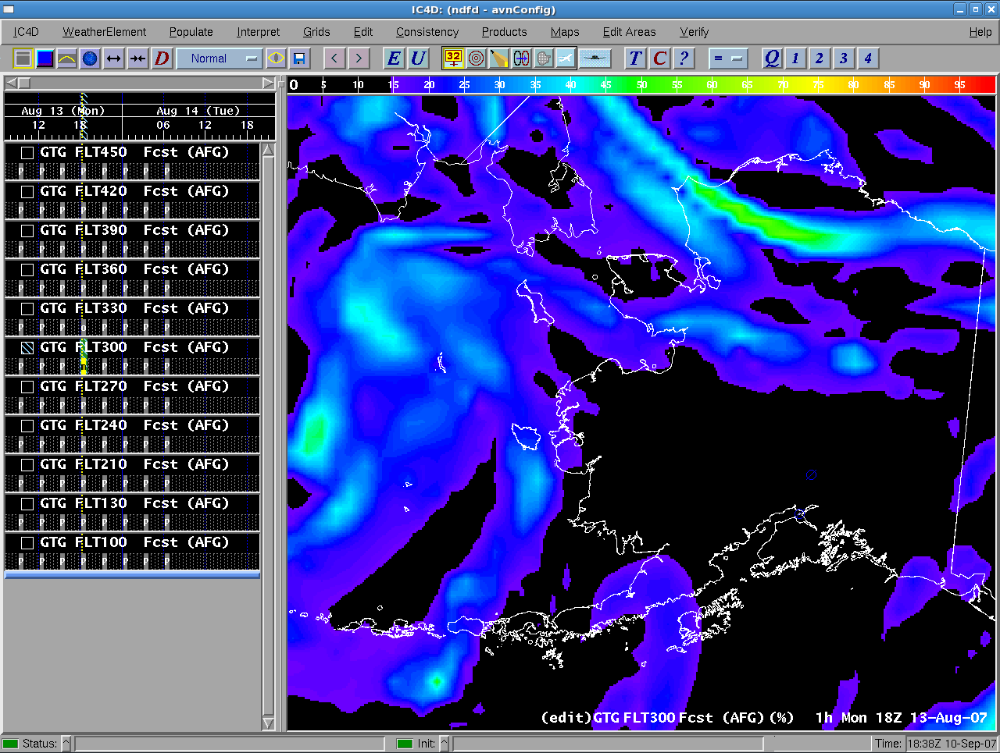 IC4D: (ndfd - avnConfig)
IC4D WeatherElement Populate Interpret Grids Edit Consistency Products Maps Edit Areas Verify Help
D Normal < > E U 32 T C ? = Q 1 2 3 4
0 5 10 15 20 25 30 35 40 45 50 55 60 65 70 75 80 85 90 95
Aug 13 (Mon) Aug 14 (Tue)
12 18 06 12 18
GTG FLT450 Fcst (AFG)
P P P P P P P P
GTG FLT420 Fcst (AFG)
P P P P P P P P
GTG FLT390 Fcst (AFG)
P P P P P P P P
GTG FLT360 Fcst (AFG)
P P P P P P P P
GTG FLT330 Fcst (AFG)
P P P P P P P
GTG FLT300 Fcst (AFG)
P P P P P P P
GTG FLT270 Fcst (AFG)
P P P P P P P P
GTG FLT240 Fcst (AFG)
P P P P P P P P
GTG FLT210 Fcst (AFG)
P P P P P P P P
GTG FLT130 Fcst (AFG)
P P P P P P P P
GTG FLT100 Fcst (AFG)
P P P P P P P P
(edit)GTG FLT300 Fcst (AFG) (%) 1h Mon 18Z 13-Aug-07
Status: Init: Time: 18:38Z 10-Sep-07